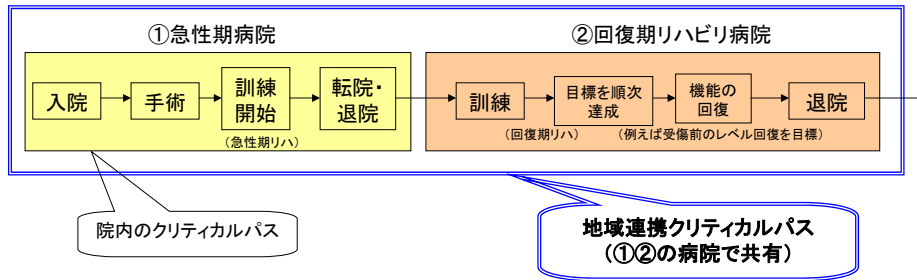 ①急性期病院
入院
手術
訓練
開始
転院・
退院
(急性期リハ)
②回復期リハビリ病院
訓練
目標を順次
達成
機能の
回復
退院
(回復期リハ)
(例えば受傷前のレベル回復を目標)
院内のクリティカルパス
地域連携クリティカルパス
(①②の病院で共有)